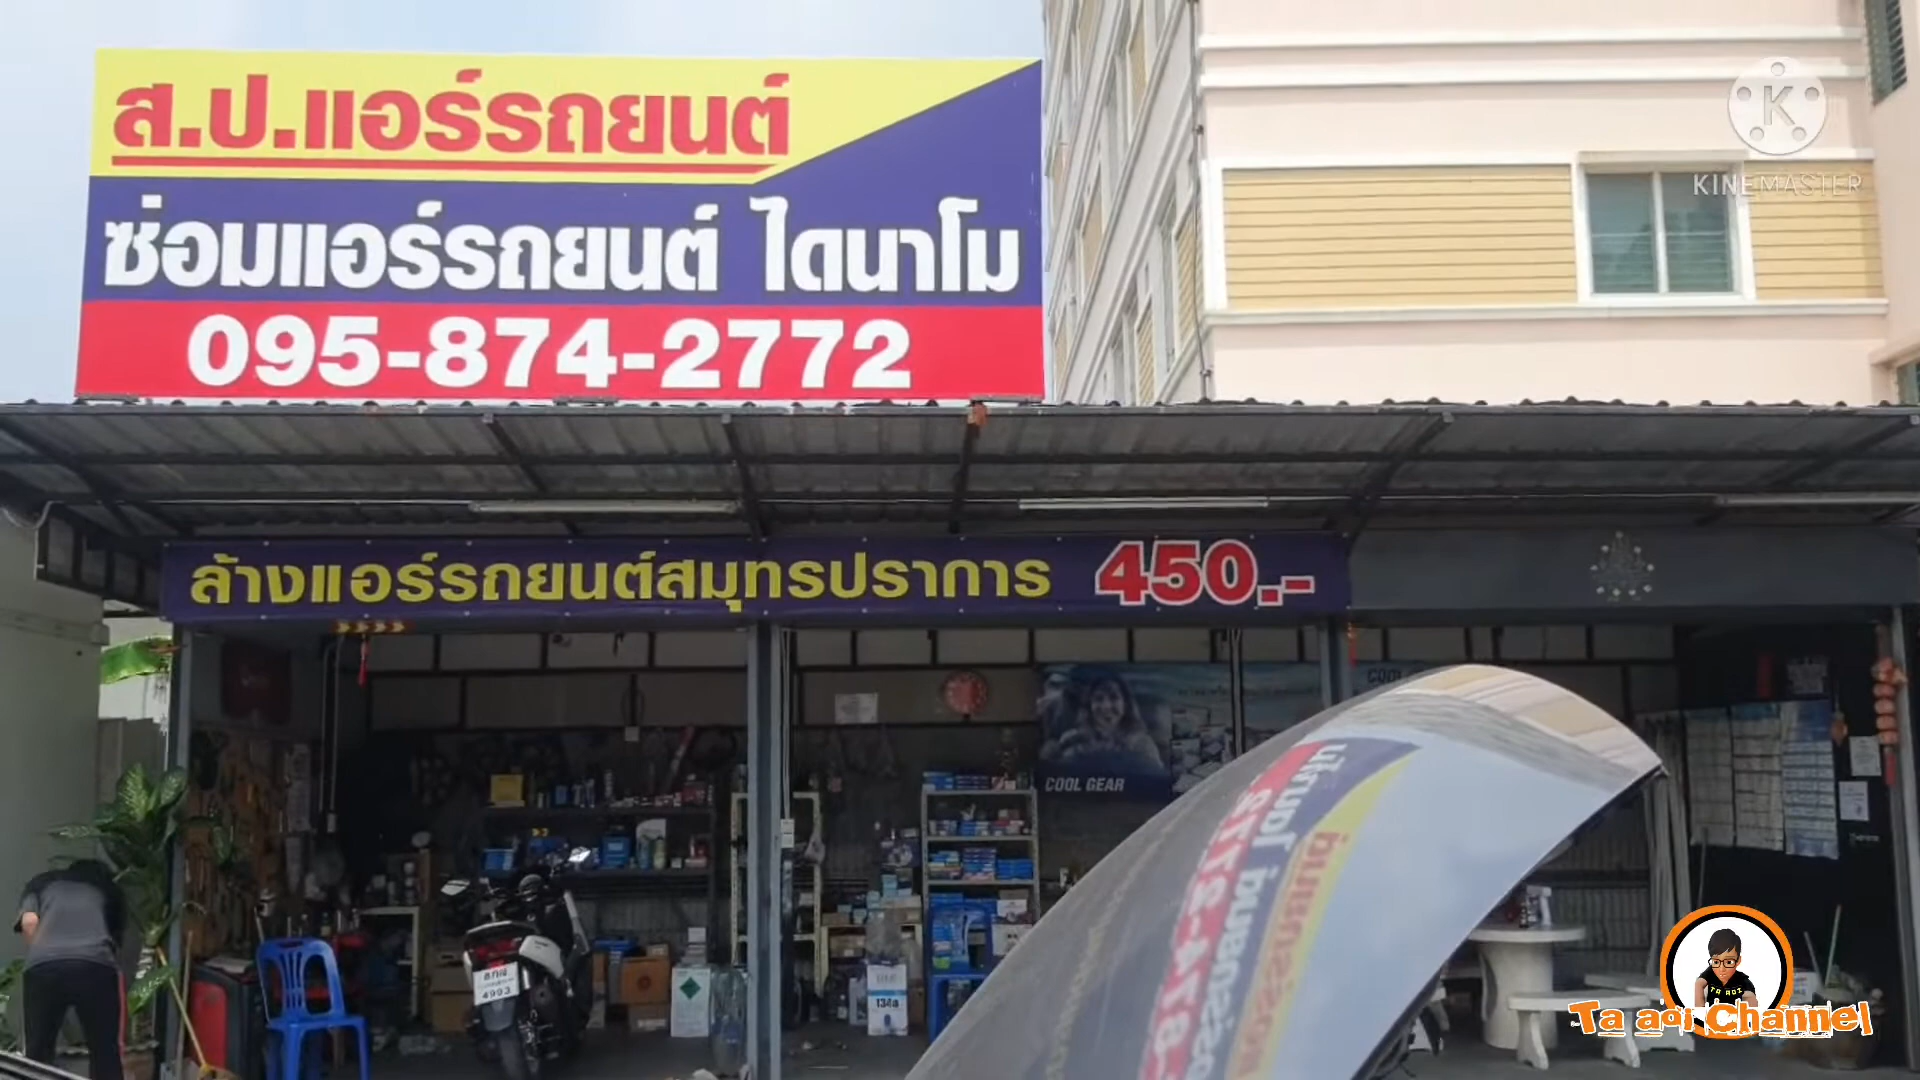 ส.ป.แอร์รถยนต์
ซ่อมแอร์รถยนต์ ไดนาโม
095-874-2772
KINEMASTER
ล้างแอร์รถยนต์สมุทรปราการ 450.-
COOL GEAR
134a
4993
Ta aoi Channel